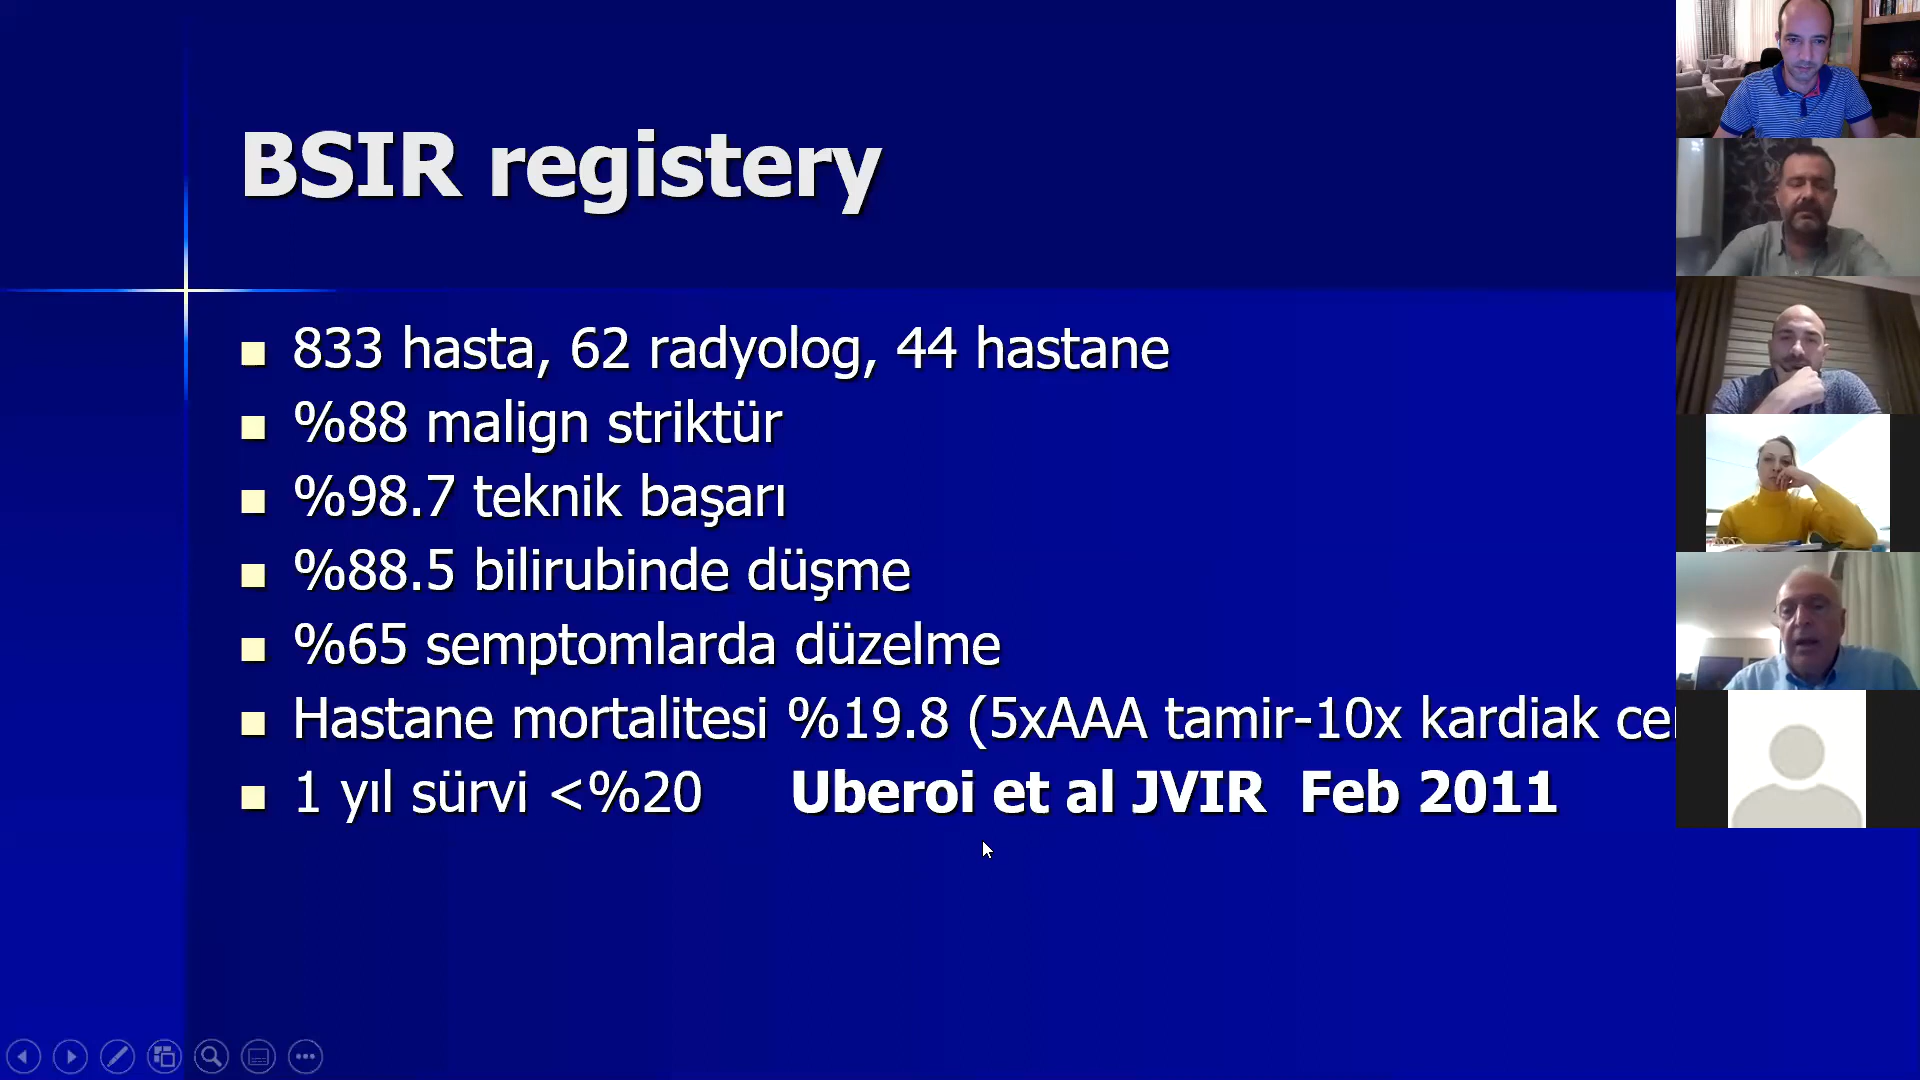 BSIR registery
833 hasta, 62 radyolog, 44 hastane
%88 malign striktür
%98.7 teknik başarı
%88.5 bilirubinde düşme
%65 semptomlarda düzelme
Hastane mortalitesi %19.8 (5xAAA tamir-10x kardiak
1 yıl sürvi <%20 Uberoi et al JVIR Feb 2011